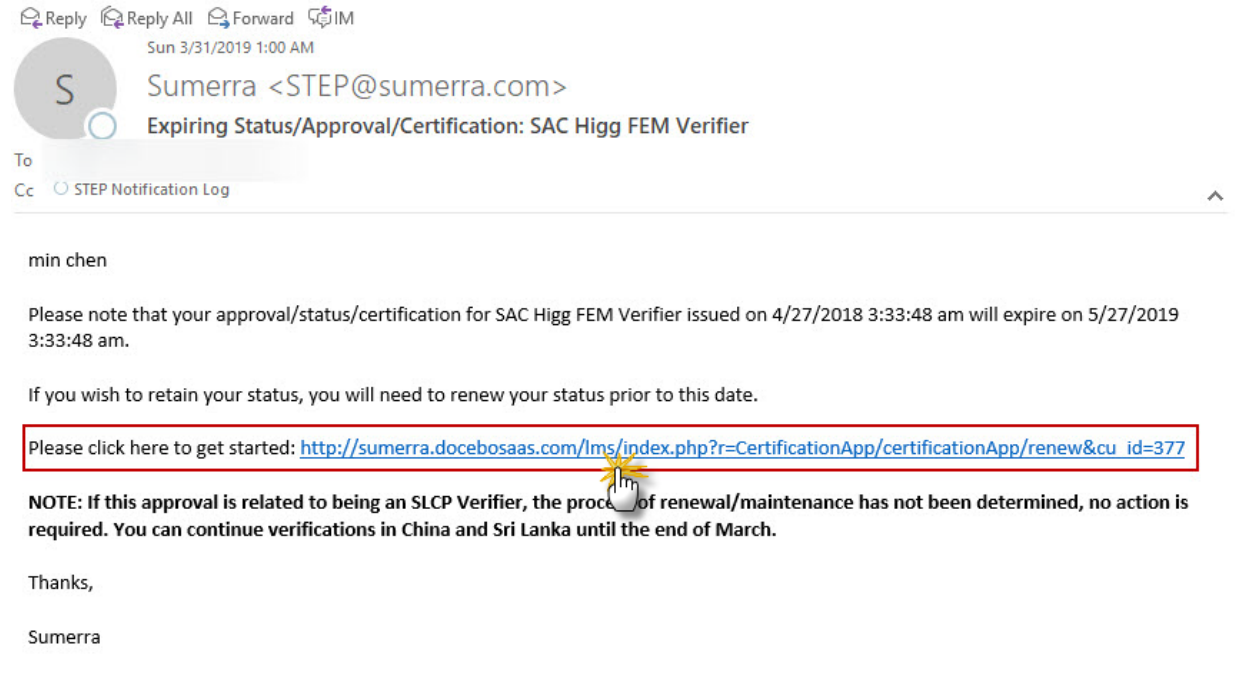 Reply Reply All Forward IM
Sun 3/31/2019 1:00 AM
S
Sumerra <STEP@sumerra.com>
Expiring Status/Approval/Certification: SAC Higg FEM Verifier
To
Cc STEP Notification Log
min chen
Please note that your approval/status/certification for SAC Higg FEM Verifier issued on 4/27/2018 3:33:48 am will expire on 5/27/2019
3:33:48 am.
If you wish to retain your status, you will need to renew your status prior to this date.
Please click here to get started: http://sumerra.docebosaas.com/lms/index.php?r=CertificationApp/certificationApp/renew&cu_id=377
NOTE: If this approval is related to being an SLCP Verifier, the process of renewal/maintenance has not been determined, no action is
required. You can continue verifications in China and Sri Lanka until the end of March.
Thanks,
Sumerra